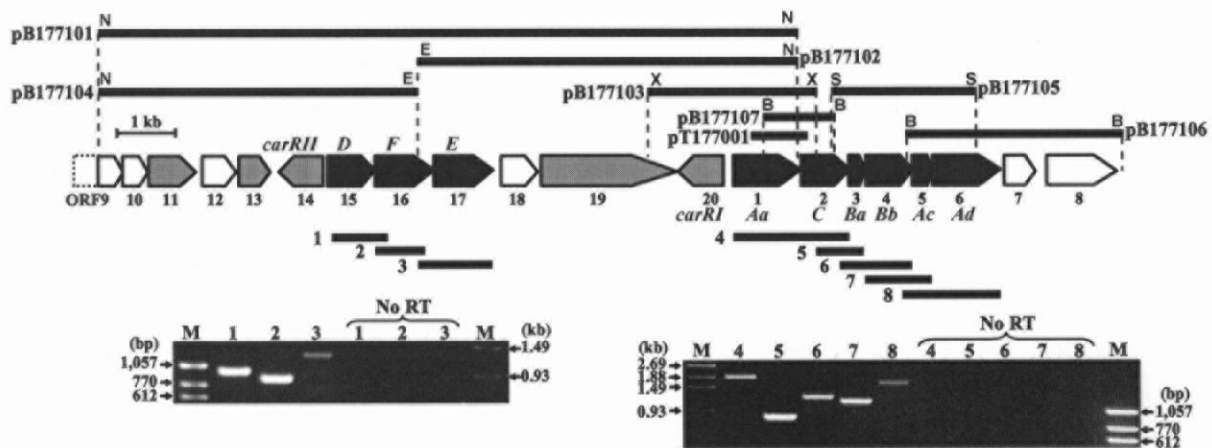 N N
pB177101
E N pB177102
N E
pB177104
X X S S
pB177103 pB177105
B B
pB177107
B B
pT177001 pB177106
1 kb
carRII D F E
ORF9 10 11 12 13 14 15 16 17 18 19 20 1 2 3 4 5 6 7 8
carRI Aa C Ba Bb Ac Ad
1
2
3
4
5
6
7
8
No RT
(bp) M 1 2 3 1 2 3 M (kb)
1,057
770
612
1.49
0.93
No RT
(kb) M 4 5 6 7 8 4 5 6 7 8 M
2.69
1.88
1.49
0.93
1,057
770
612
(bp)